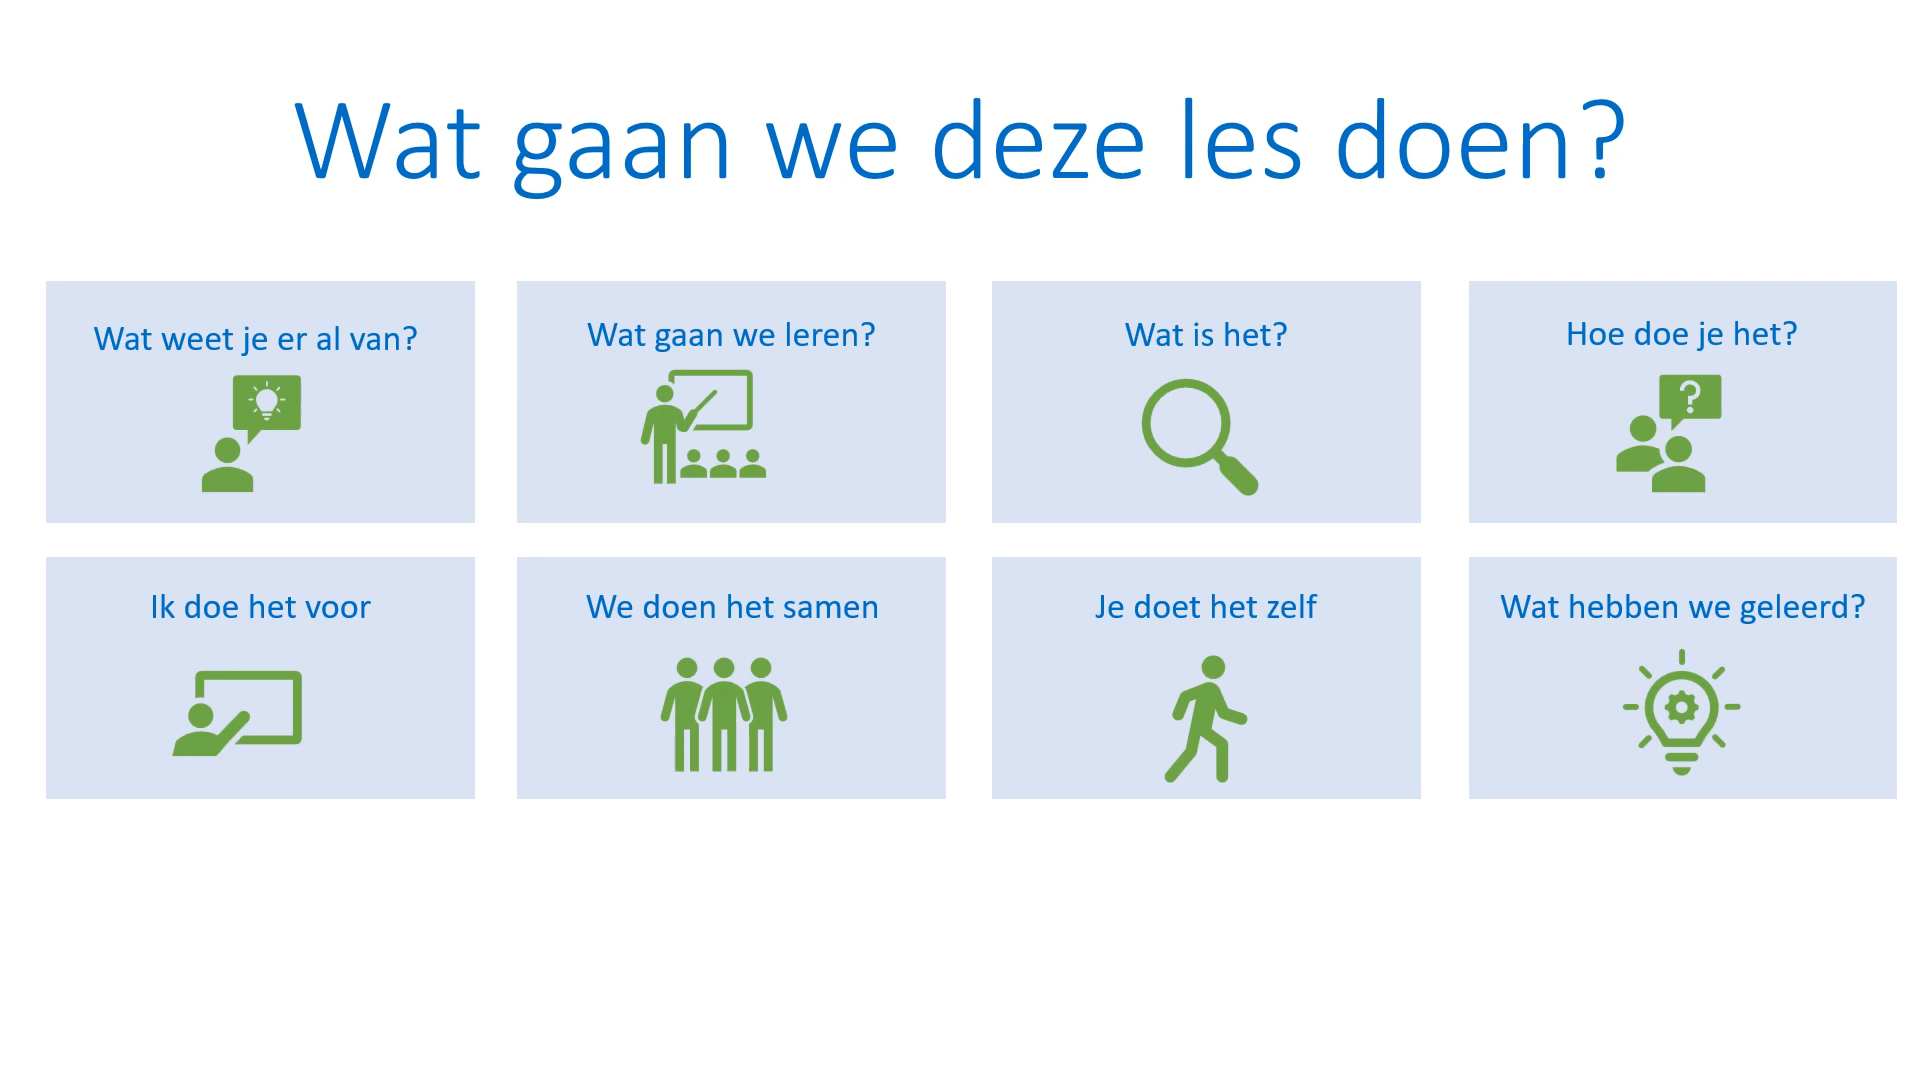 Wat gaan we deze les doen?
Wat weet je er al van?
Wat gaan we leren?
Wat is het?
Hoe doe je het?
?
Ik doe het voor
We doen het samen
Je doet het zelf
Wat hebben we geleerd?